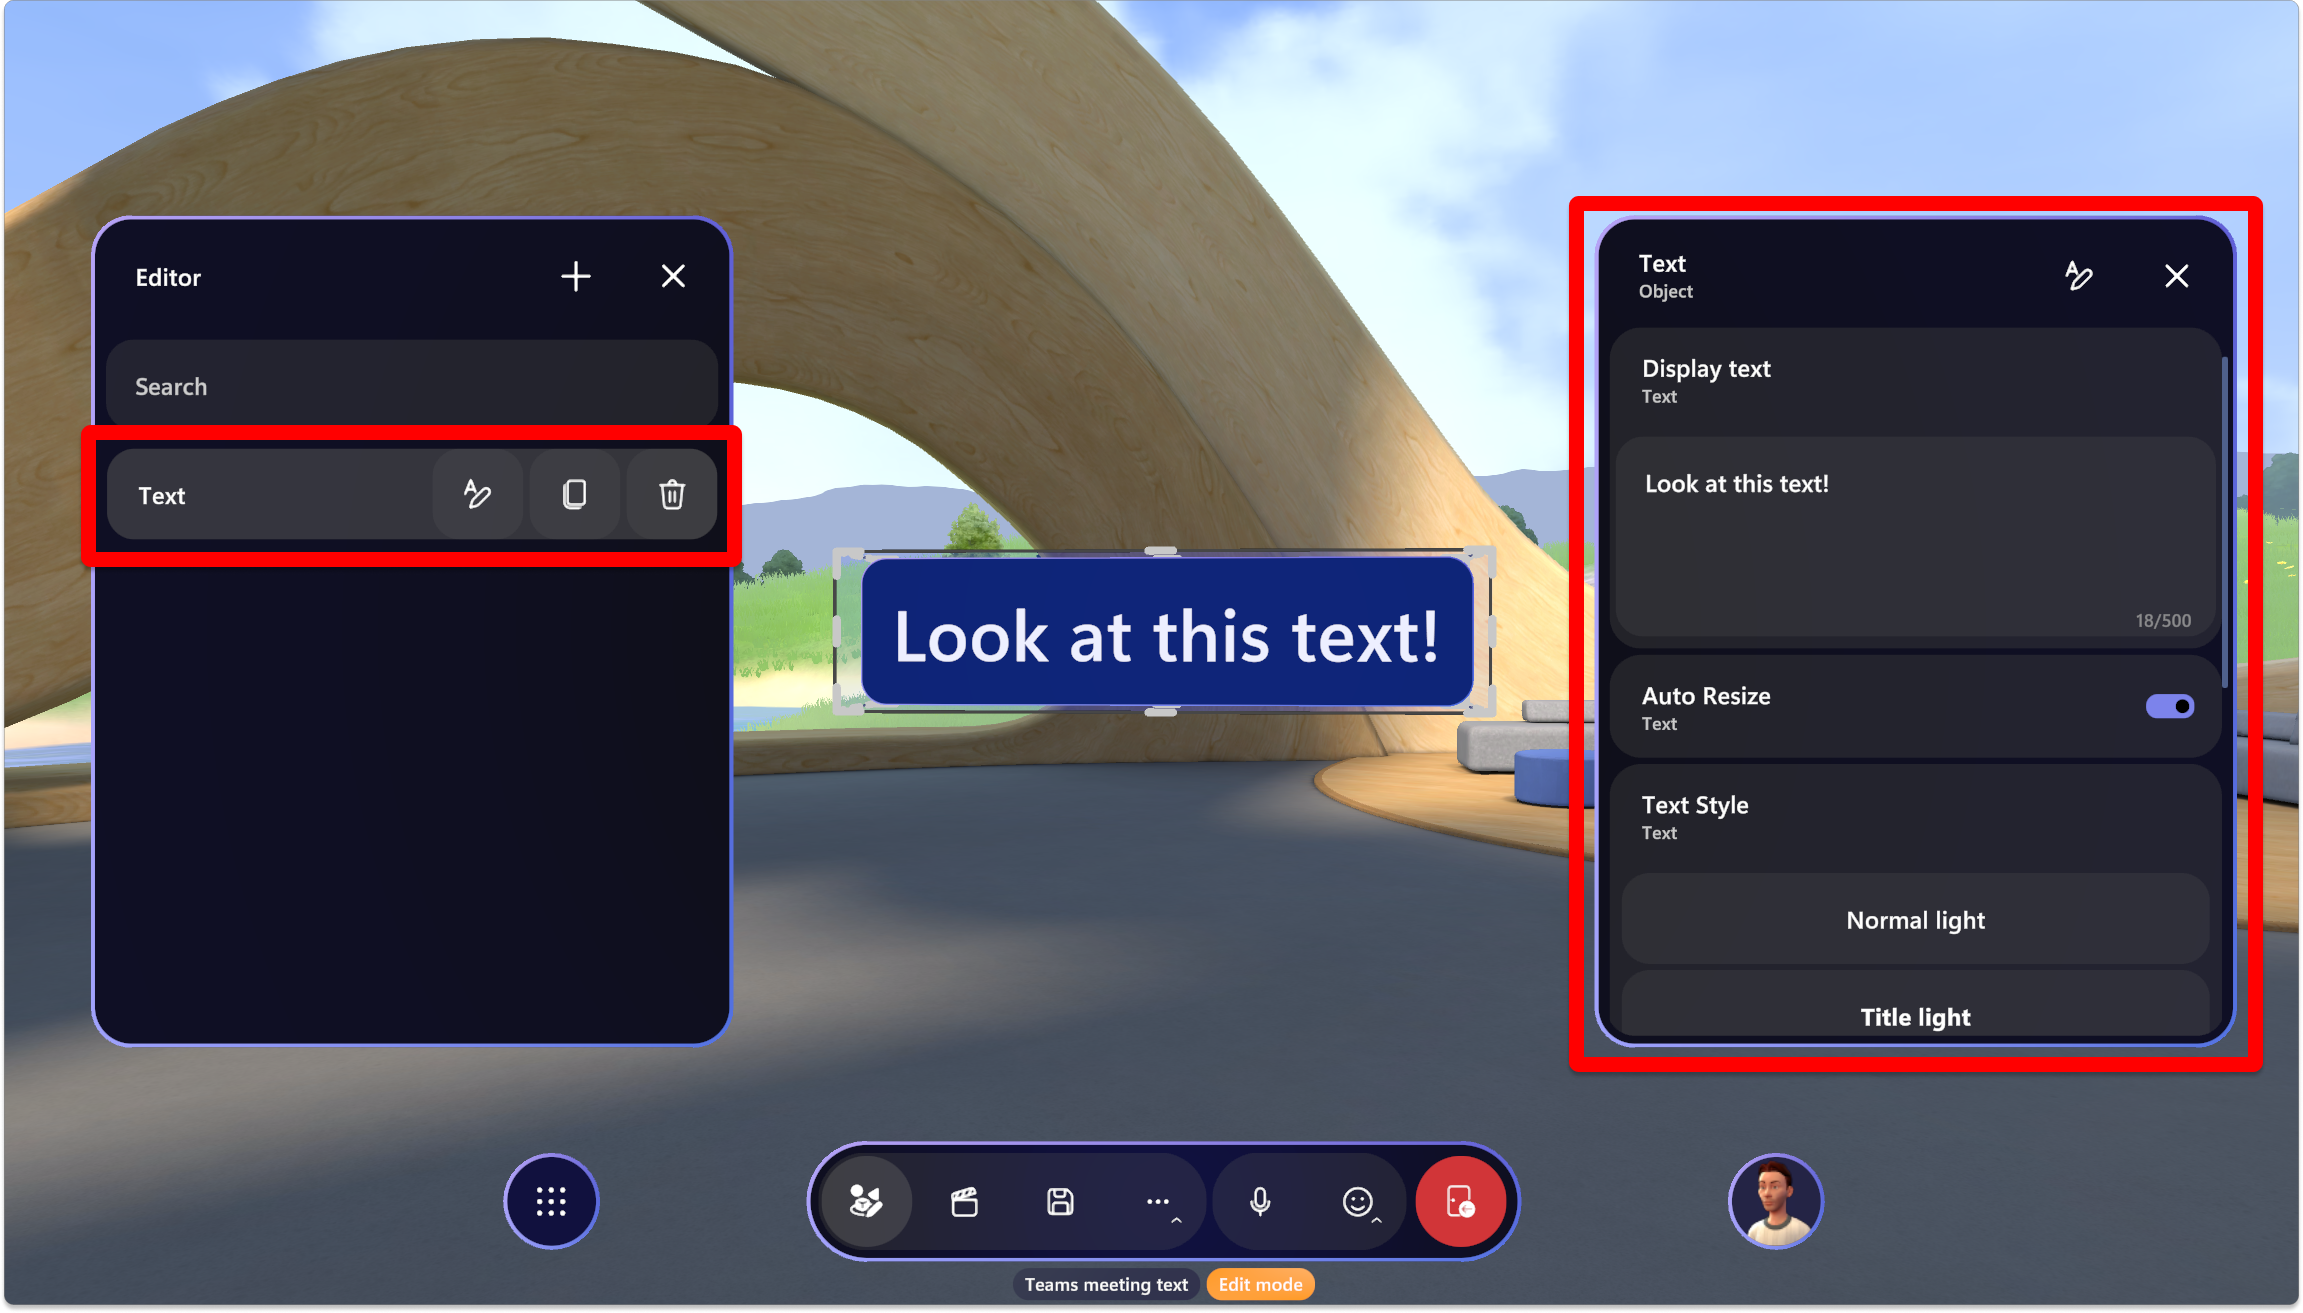 Editor
Search
Text
Look at this text!
Text
Object
Display text
Text
Look at this text!
18/500
Auto Resize
Text
Text Style
Text
Normal light
Title light
Teams meeting text
Edit mode